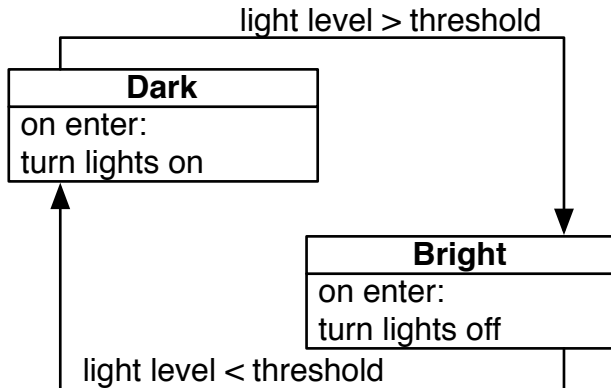 light level > threshold
Dark
on enter:
turn lights on
Bright
on enter:
turn lights off
light level < threshold